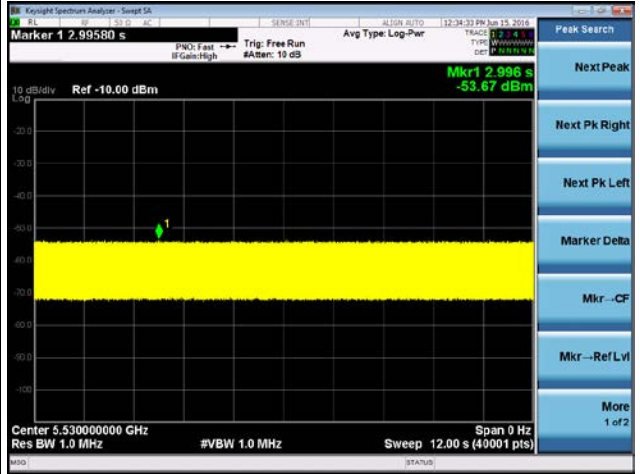 Keysight Spectrum Analyzer - Swept SA
RL RF 50 Ω AC SENSE:INT ALIGN AUTO 12:34:33 PM Jun 15, 2016
Marker 1 2.99580 s
PNO: Fast
IFGain:High
Trig: Free Run
#Atten: 10 dB
Avg Type: Log-Pwr
TRACE 1 2 3 4 5 6
TYPE WWWWWW
DET P N N N N N
Peak Search
Mkr1 2.996 s
-53.67 dBm
10 dB/div Ref -10.00 dBm
Log
-20.0
-30.0
-40.0
-50.0
-60.0
-70.0
-80.0
-90.0
-100
1
Next Peak
Next Pk Right
Next Pk Left
Marker Delta
Mkr→CF
Mkr→Ref Lvl
More
1 of 2
Center 5.530000000 GHz Span 0 Hz
Res BW 1.0 MHz #VBW 1.0 MHz Sweep 12.00 s (40001 pts)
MSG STATUS